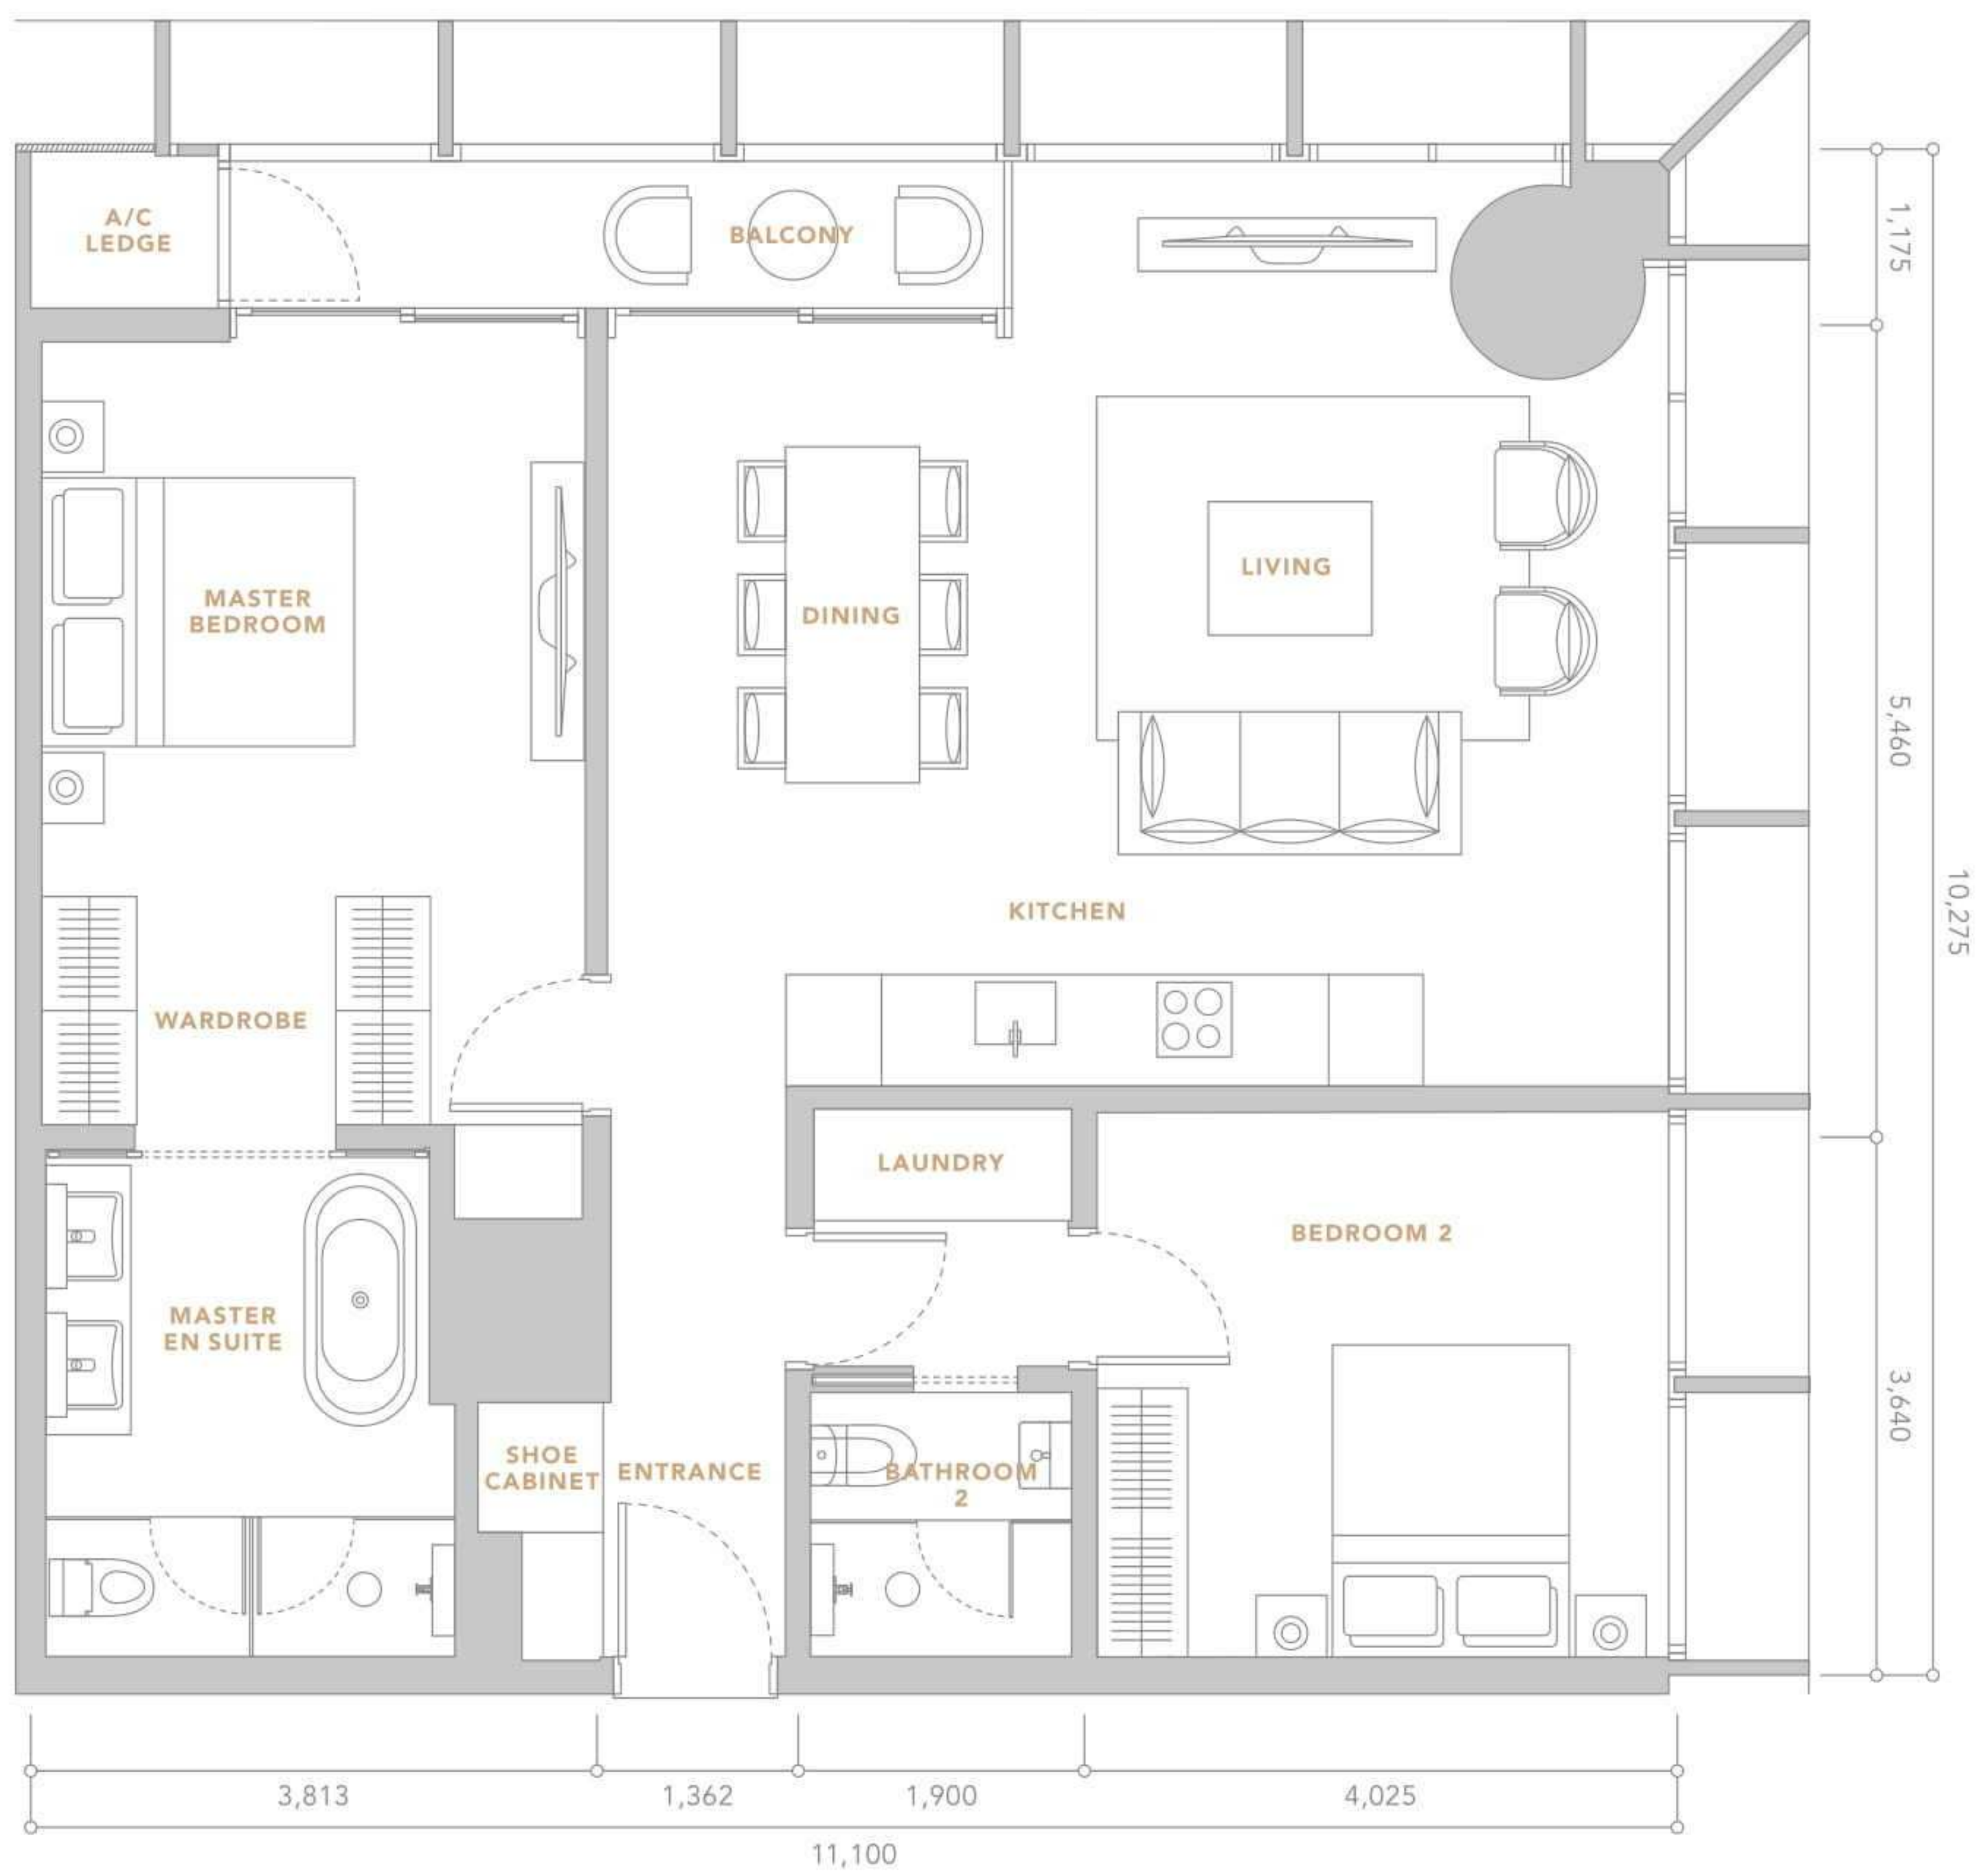 A/C
LEDGE
BALCONY
1,175
MASTER
BEDROOM
DINING
LIVING
5,460
10,275
KITCHEN
WARDROBE
LAUNDRY
BEDROOM 2
MASTER
EN SUITE
3,640
SHOE
CABINET
ENTRANCE
BATHROOM
2
3,813
1,362
1,900
4,025
11,100